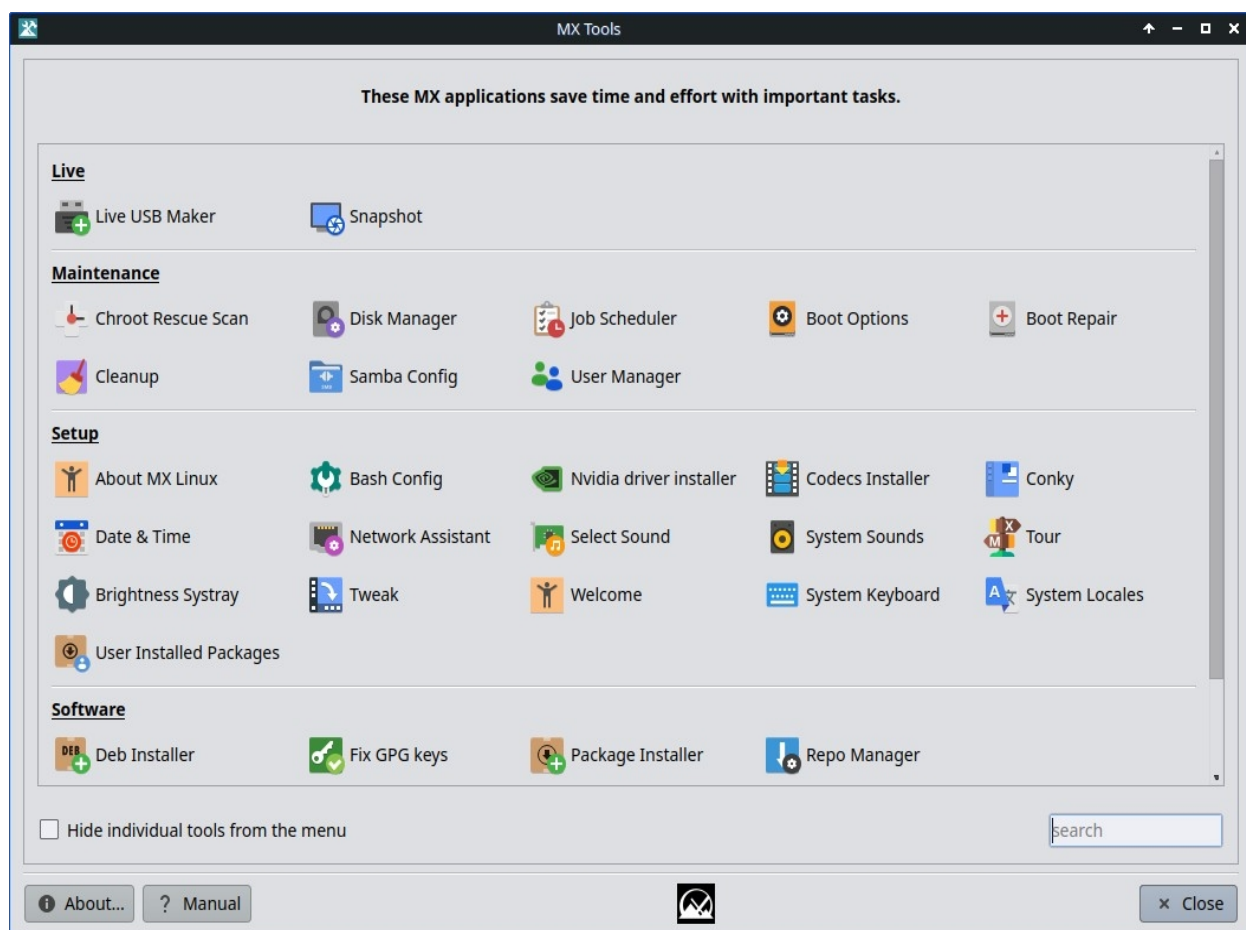 MX Tools
These MX applications save time and effort with important tasks.
Live
Live USB Maker Snapshot
Maintenance
Chroot Rescue Scan Disk Manager Job Scheduler Boot Options Boot Repair
Cleanup Samba Config User Manager
Setup
About MX Linux Bash Config Nvidia driver installer Codecs Installer Conky
Date & Time Network Assistant Select Sound System Sounds Tour
Brightness Systray Tweak Welcome System Keyboard System Locales
User Installed Packages
Software
Deb Installer Fix GPG keys Package Installer Repo Manager
Hide individual tools from the menu search
About... ? Manual Close